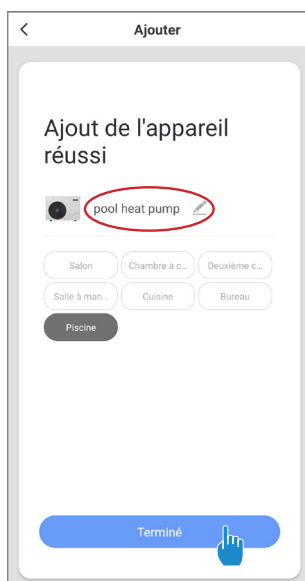 Ajouter
Ajout de l'appareil
réussi
pool heat pump
Salon
Chambre à c...
Deuxième c...
Salle à man...
Cuisine
Bureau
Piscine
Terminé